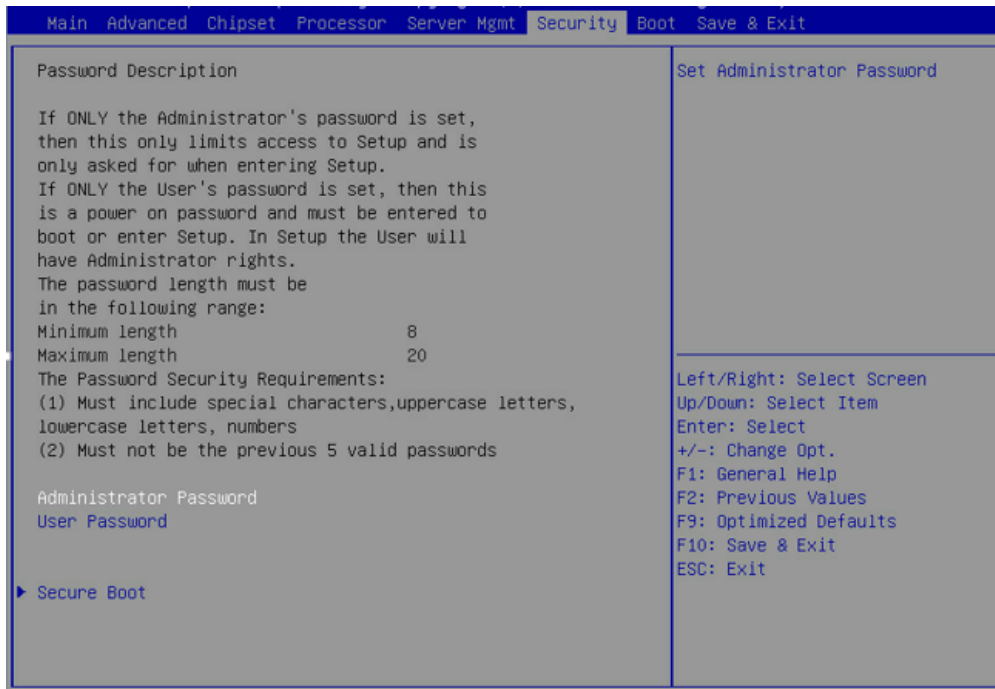 Main Advanced Chipset Processor Server Mgmt Security Boot Save & Exit
Password Description
If ONLY the Administrator's password is set,
then this only limits access to Setup and is
only asked for when entering Setup.
If ONLY the User's password is set, then this
is a power on password and must be entered to
boot or enter Setup. In Setup the User will
have Administrator rights.
The password length must be
in the following range:
Minimum length 8
Maximum length 20
The Password Security Requirements:
(1) Must include special characters,uppercase letters,
lowercase letters, numbers
(2) Must not be the previous 5 valid passwords
Administrator Password
User Password
Secure Boot
Set Administrator Password
Left/Right: Select Screen
Up/Down: Select Item
Enter: Select
+/-: Change Opt.
F1: General Help
F2: Previous Values
F9: Optimized Defaults
F10: Save & Exit
ESC: Exit